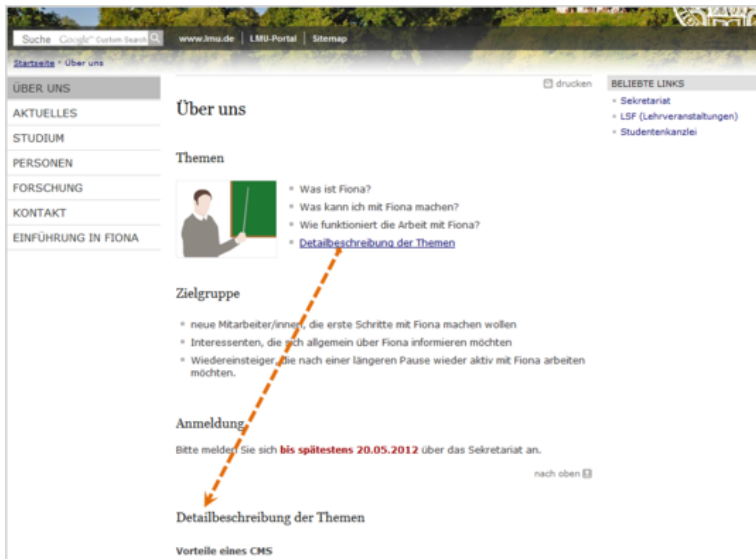 Suche Google™ Custom Search
www.lmu.de | LMU-Portal | Sitemap
Startseite Über uns
ÜBER UNS
AKTUELLES
STUDIUM
PERSONEN
FORSCHUNG
KONTAKT
EINFÜHRUNG IN FIONA
drucken
Über uns
Themen
Was ist Fiona?
Was kann ich mit Fiona machen?
Wie funktioniert die Arbeit mit Fiona?
Detailbeschreibung der Themen
Zielgruppe
neue Mitarbeiter/innen, die erste Schritte mit Fiona machen wollen
Interessenten, die sich allgemein über Fiona informieren möchten
Wiedereinsteiger, die nach einer längeren Pause wieder aktiv mit Fiona arbeiten
möchten.
Anmeldung
Bitte melden Sie sich bis spätestens 20.05.2012 über das Sekretariat an.
nach oben
Detailbeschreibung der Themen
Vorteile eines CMS
BELIEBTE LINKS
Sekretariat
LSF (Lehrveranstaltungen)
Studentenkanzlei